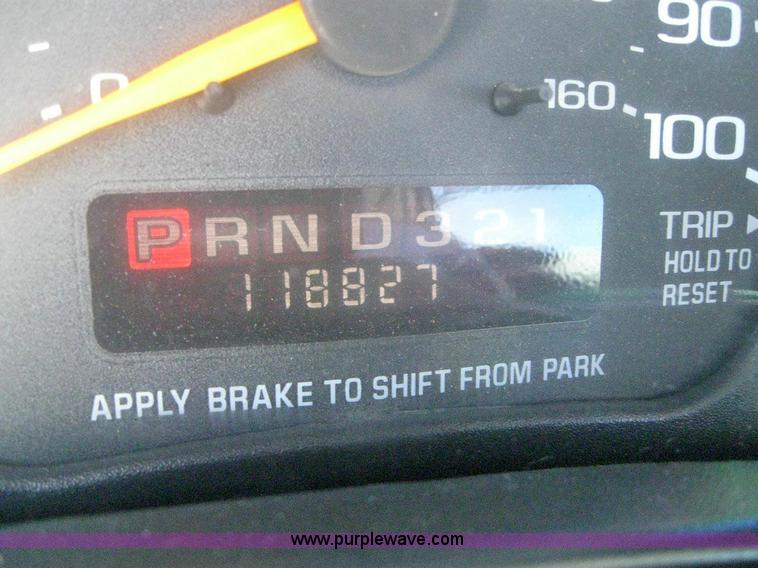 90
0
160
100
PRND321
118827
TRIP
HOLD TO
RESET
APPLY BRAKE TO SHIFT FROM PARK
www.purplewave.com